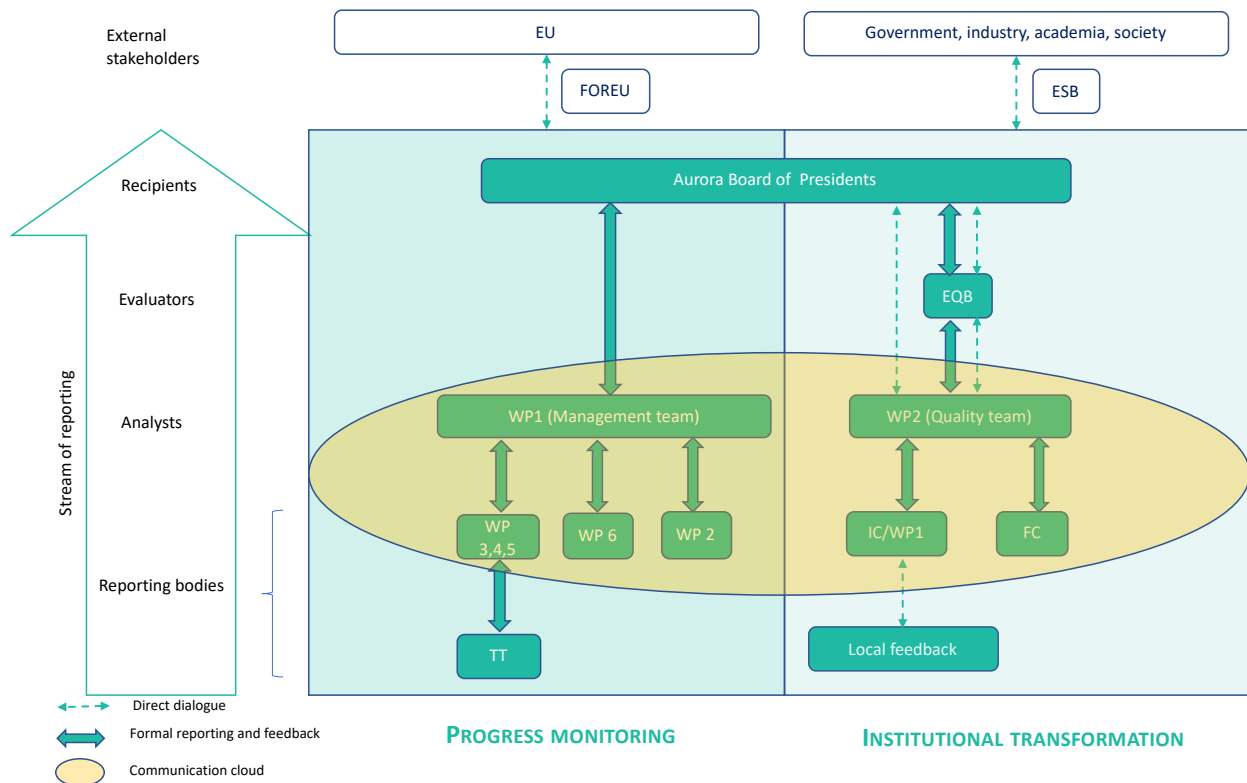 External
stakeholders
EU
Government, industry, academia, society
FOREU
ESB
Recipients
Aurora Board of Presidents
Evaluators
EQB
Stream of reporting
Analysts
WP1 (Management team)
WP2 (Quality team)
WP
3,4,5
WP 6
WP 2
IC/WP1
FC
Reporting bodies
TT
Local feedback
Direct dialogue
Formal reporting and feedback
Communication cloud
PROGRESS MONITORING
INSTITUTIONAL TRANSFORMATION